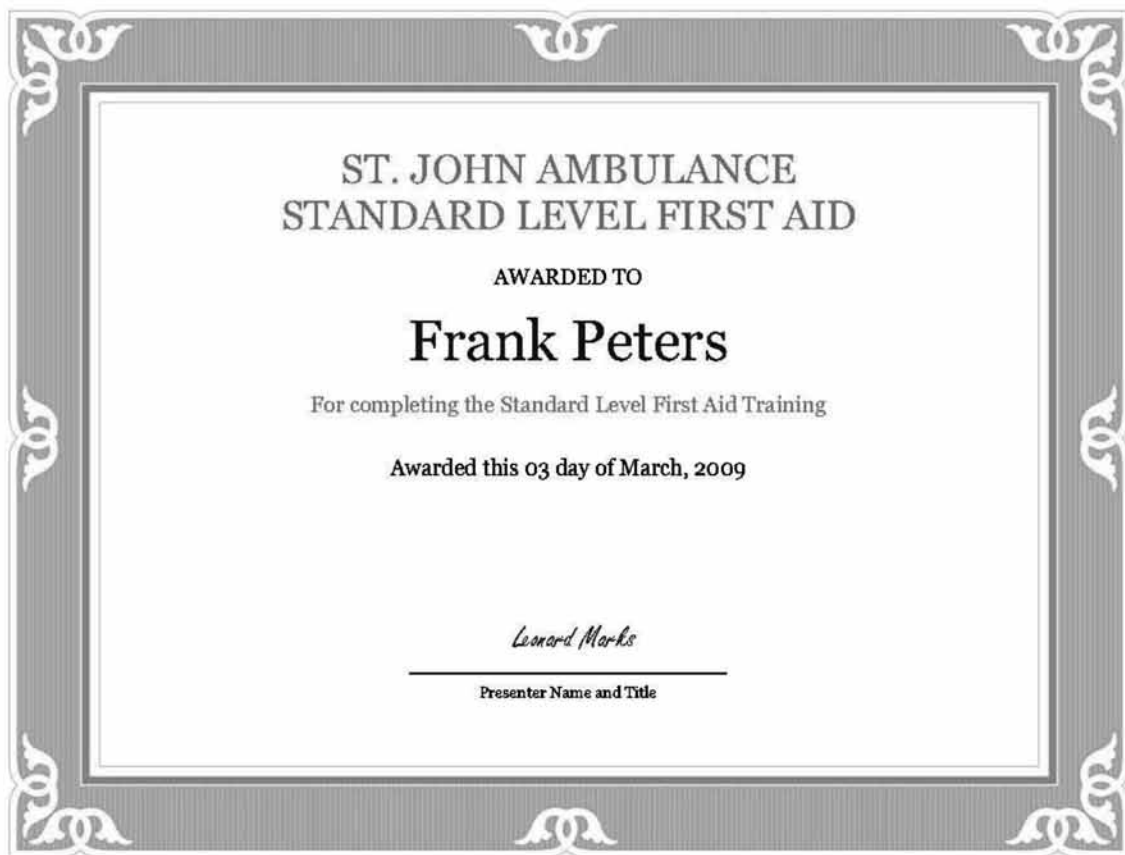 ST. JOHN AMBULANCE
STANDARD LEVEL FIRST AID
AWARDED TO
Frank Peters
For completing the Standard Level First Aid Training
Awarded this 03 day of March, 2009
Leonard Marks
Presenter Name and Title